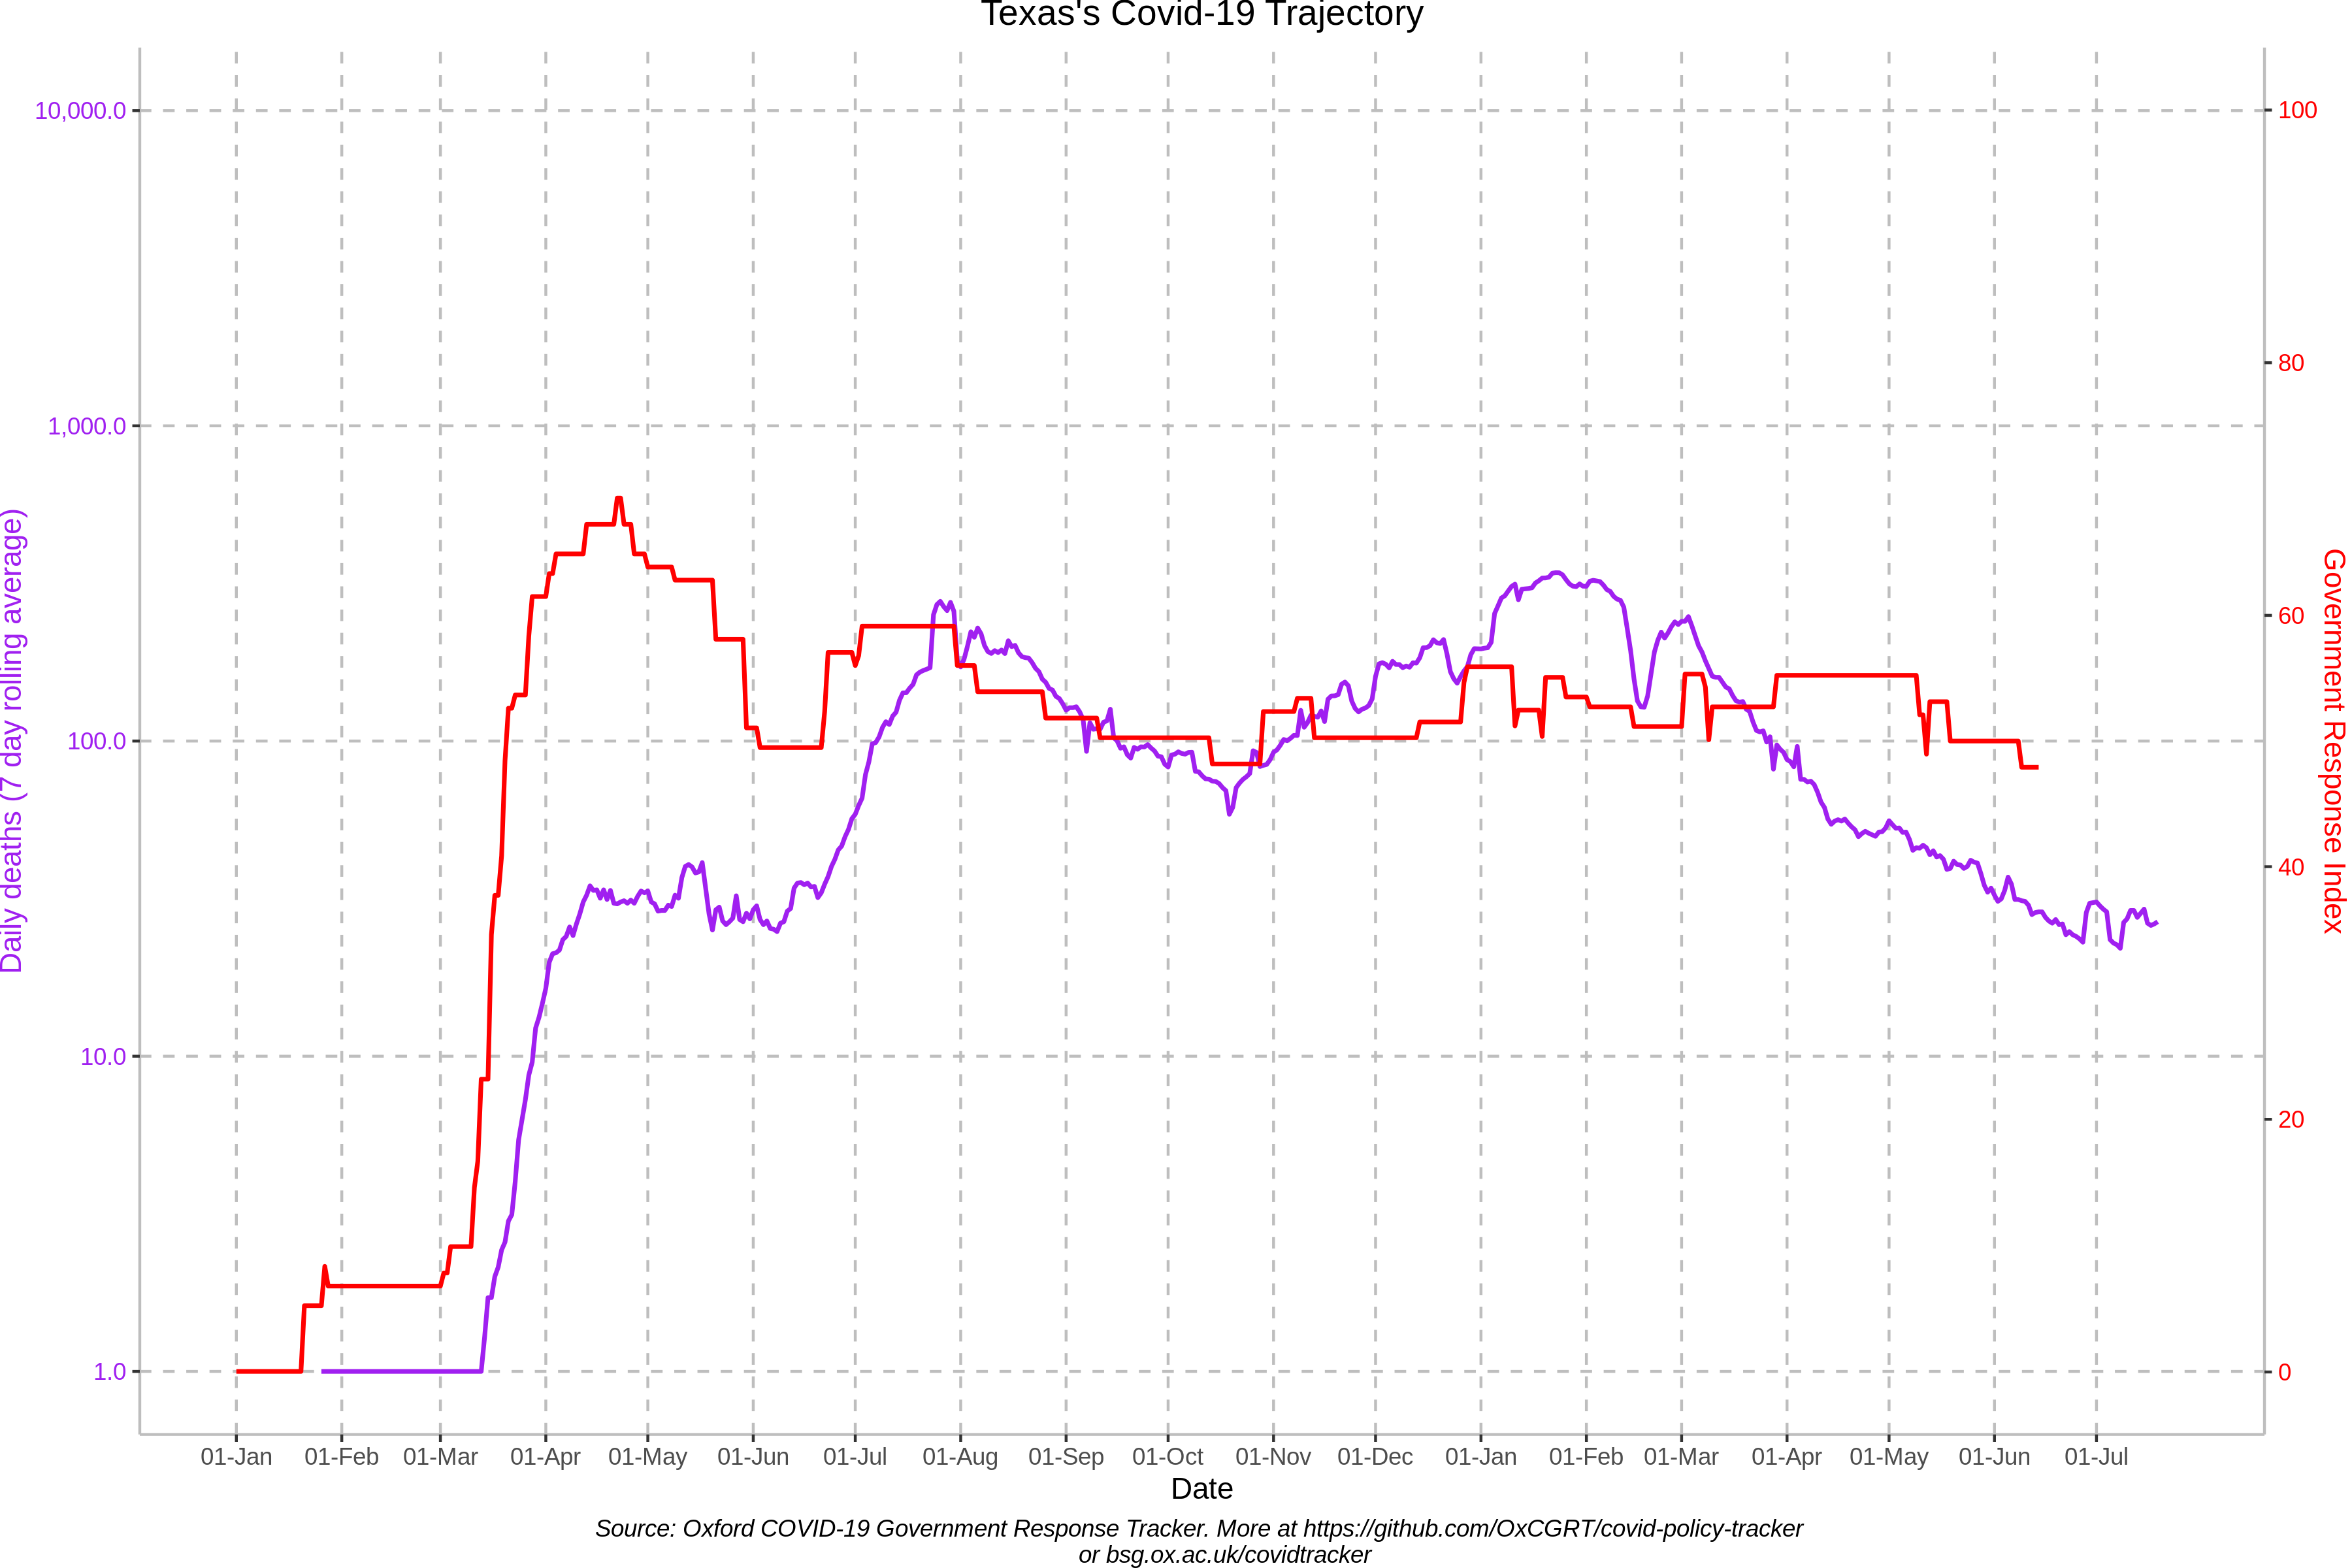 Texas's Covid-19 Trajectory
10,000.0
1,000.0
100.0
10.0
1.0
Daily deaths (7 day rolling average)
100
80
60
40
20
0
Government Response Index
01-Jan 01-Feb 01-Mar 01-Apr 01-May 01-Jun 01-Jul 01-Aug 01-Sep 01-Oct 01-Nov 01-Dec 01-Jan 01-Feb 01-Mar 01-Apr 01-May 01-Jun 01-Jul
Date
Source: Oxford COVID-19 Government Response Tracker. More at https://github.com/OxCGRT/covid-policy-tracker
or bsg.ox.ac.uk/covidtracker